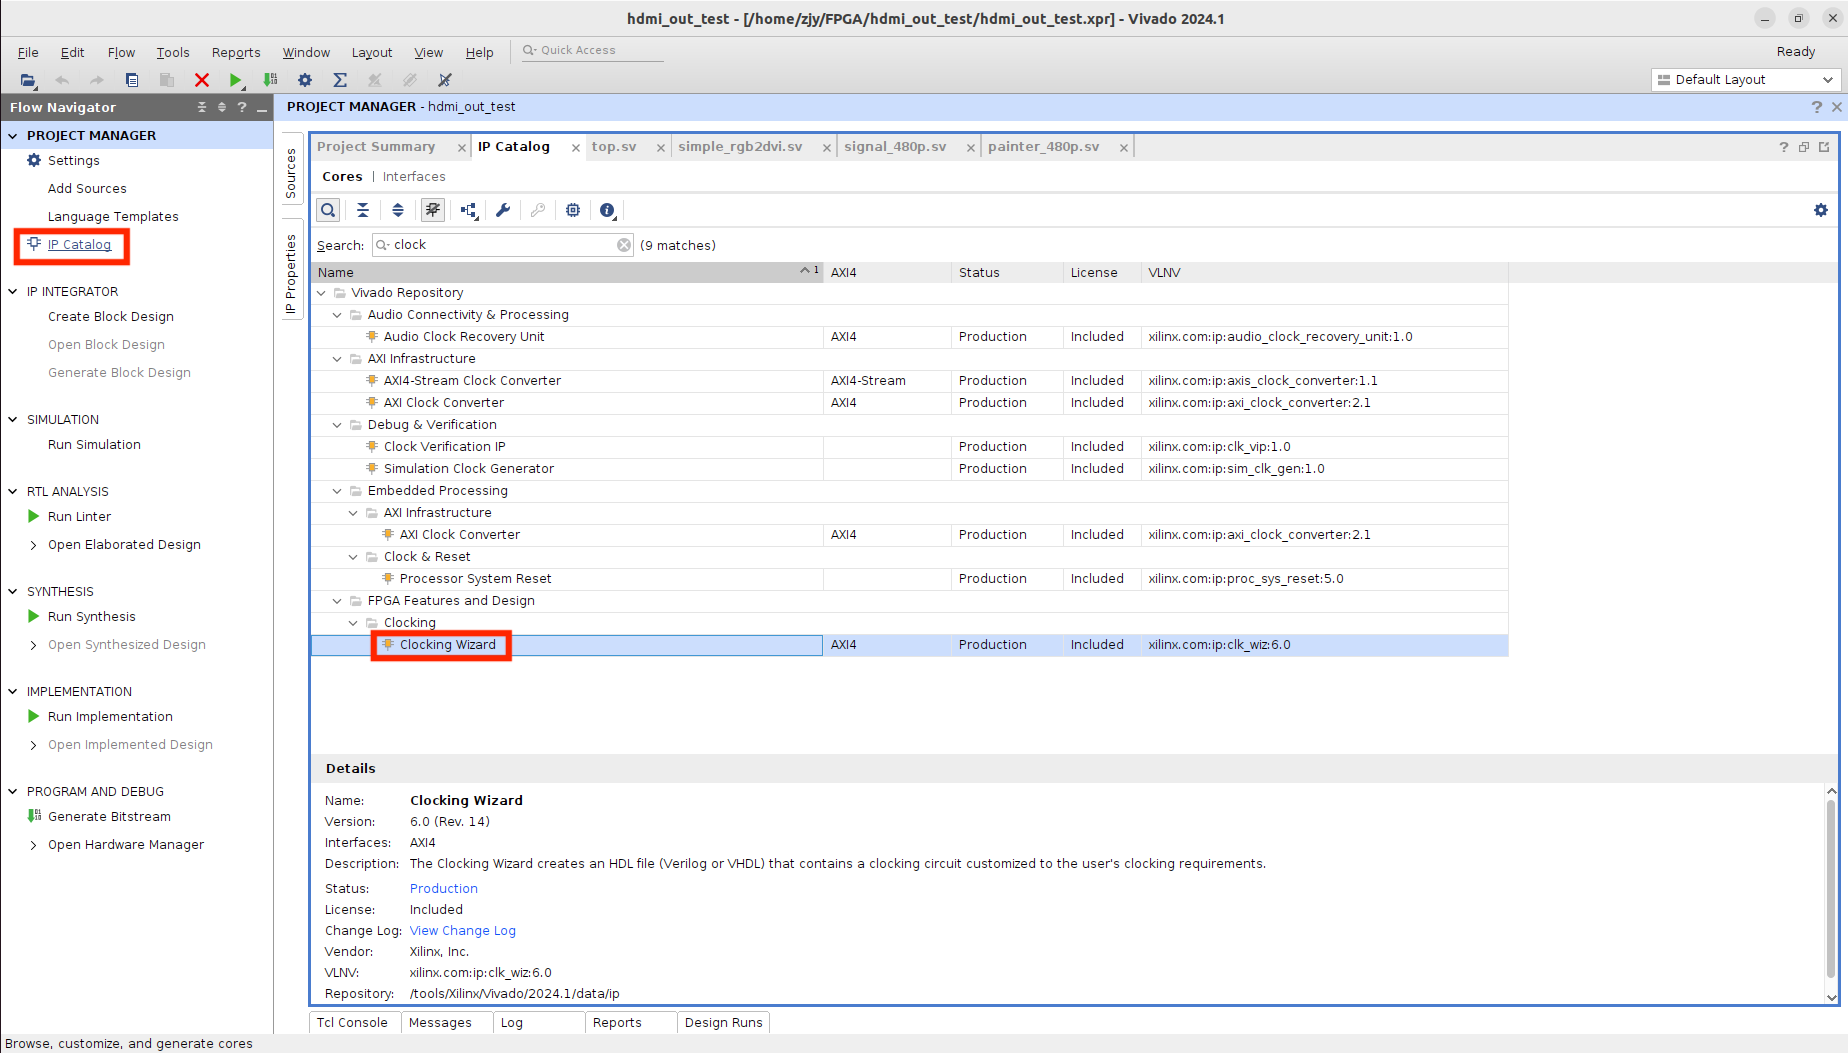 hdmi_out_test - [/home/zjy/FPGA/hdmi_out_test/hdmi_out_test.xpr] - Vivado 2024.1
File Edit Flow Tools Reports Window Layout View Help Quick Access Ready
Default Layout
Flow Navigator
PROJECT MANAGER
Settings
Add Sources
Language Templates
IP Catalog
IP INTEGRATOR
Create Block Design
Open Block Design
Generate Block Design
SIMULATION
Run Simulation
RTL ANALYSIS
Run Linter
Open Elaborated Design
SYNTHESIS
Run Synthesis
Open Synthesized Design
IMPLEMENTATION
Run Implementation
Open Implemented Design
PROGRAM AND DEBUG
Generate Bitstream
Open Hardware Manager
PROJECT MANAGER - hdmi_out_test
Sources
IP Properties
Project Summary IP Catalog top.sv simple_rgb2dvi.sv signal_480p.sv painter_480p.sv
Cores | Interfaces
Search: clock (9 matches)
Name 1 AXI4 Status License VLNV
Vivado Repository
Audio Connectivity & Processing
Audio Clock Recovery Unit AXI4 Production Included xilinx.com:ip:audio_clock_recovery_unit:1.0
AXI Infrastructure
AXI4-Stream Clock Converter AXI4-Stream Production Included xilinx.com:ip:axis_clock_converter:1.1
AXI Clock Converter AXI4 Production Included xilinx.com:ip:axi_clock_converter:2.1
Debug & Verification
Clock Verification IP Production Included xilinx.com:ip:clk_vip:1.0
Simulation Clock Generator Production Included xilinx.com:ip:sim_clk_gen:1.0
Embedded Processing
AXI Infrastructure
AXI Clock Converter AXI4 Production Included xilinx.com:ip:axi_clock_converter:2.1
Clock & Reset
Processor System Reset Production Included xilinx.com:ip:proc_sys_reset:5.0
FPGA Features and Design
Clocking
Clocking Wizard AXI4 Production Included xilinx.com:ip:clk_wiz:6.0
Details
Name: Clocking Wizard
Version: 6.0 (Rev. 14)
Interfaces: AXI4
Description: The Clocking Wizard creates an HDL file (Verilog or VHDL) that contains a clocking circuit customized to the user's clocking requirements.
Status: Production
License: Included
Change Log: View Change Log
Vendor: Xilinx, Inc.
VLNV: xilinx.com:ip:clk_wiz:6.0
Repository: /tools/Xilinx/Vivado/2024.1/data/ip
Tcl Console Messages Log Reports Design Runs
Browse, customize, and generate cores